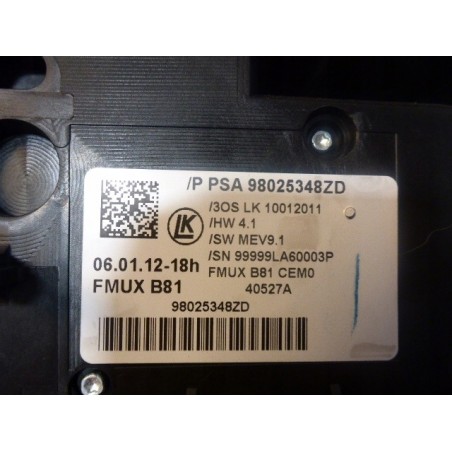 /P PSA 98025348ZD
/3OS LK 10012011
/HW 4.1
/SW MEV9.1
/SN 99999LA60003P
FMUX B81 CEM0
40527A
LK
06.01.12-18h
FMUX B81
98025348ZD